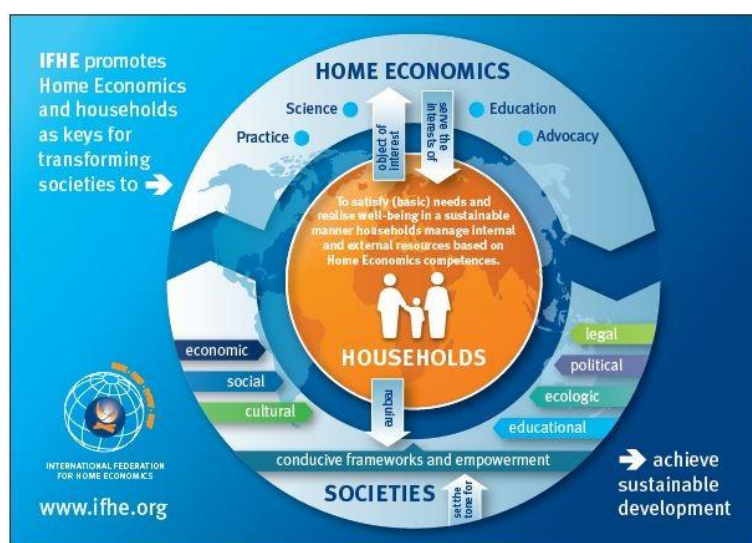 IFHE promotes
Home Economics
and households
as keys for
transforming
societies to
HOME ECONOMICS
Science
Education
Practice
Advocacy
object of
interest
serve the
interests of
To satisfy (basic) needs and
realise well-being in a sustainable
manner households manage internal
and external resources based on
Home Economics competences.
HOUSEHOLDS
economic
social
cultural
legal
political
ecologic
educational
require
conducive frameworks and empowerment
SOCIETIES
set the
tone for
INTERNATIONAL FEDERATION
FOR HOME ECONOMICS
www.ifhe.org
achieve
sustainable
development